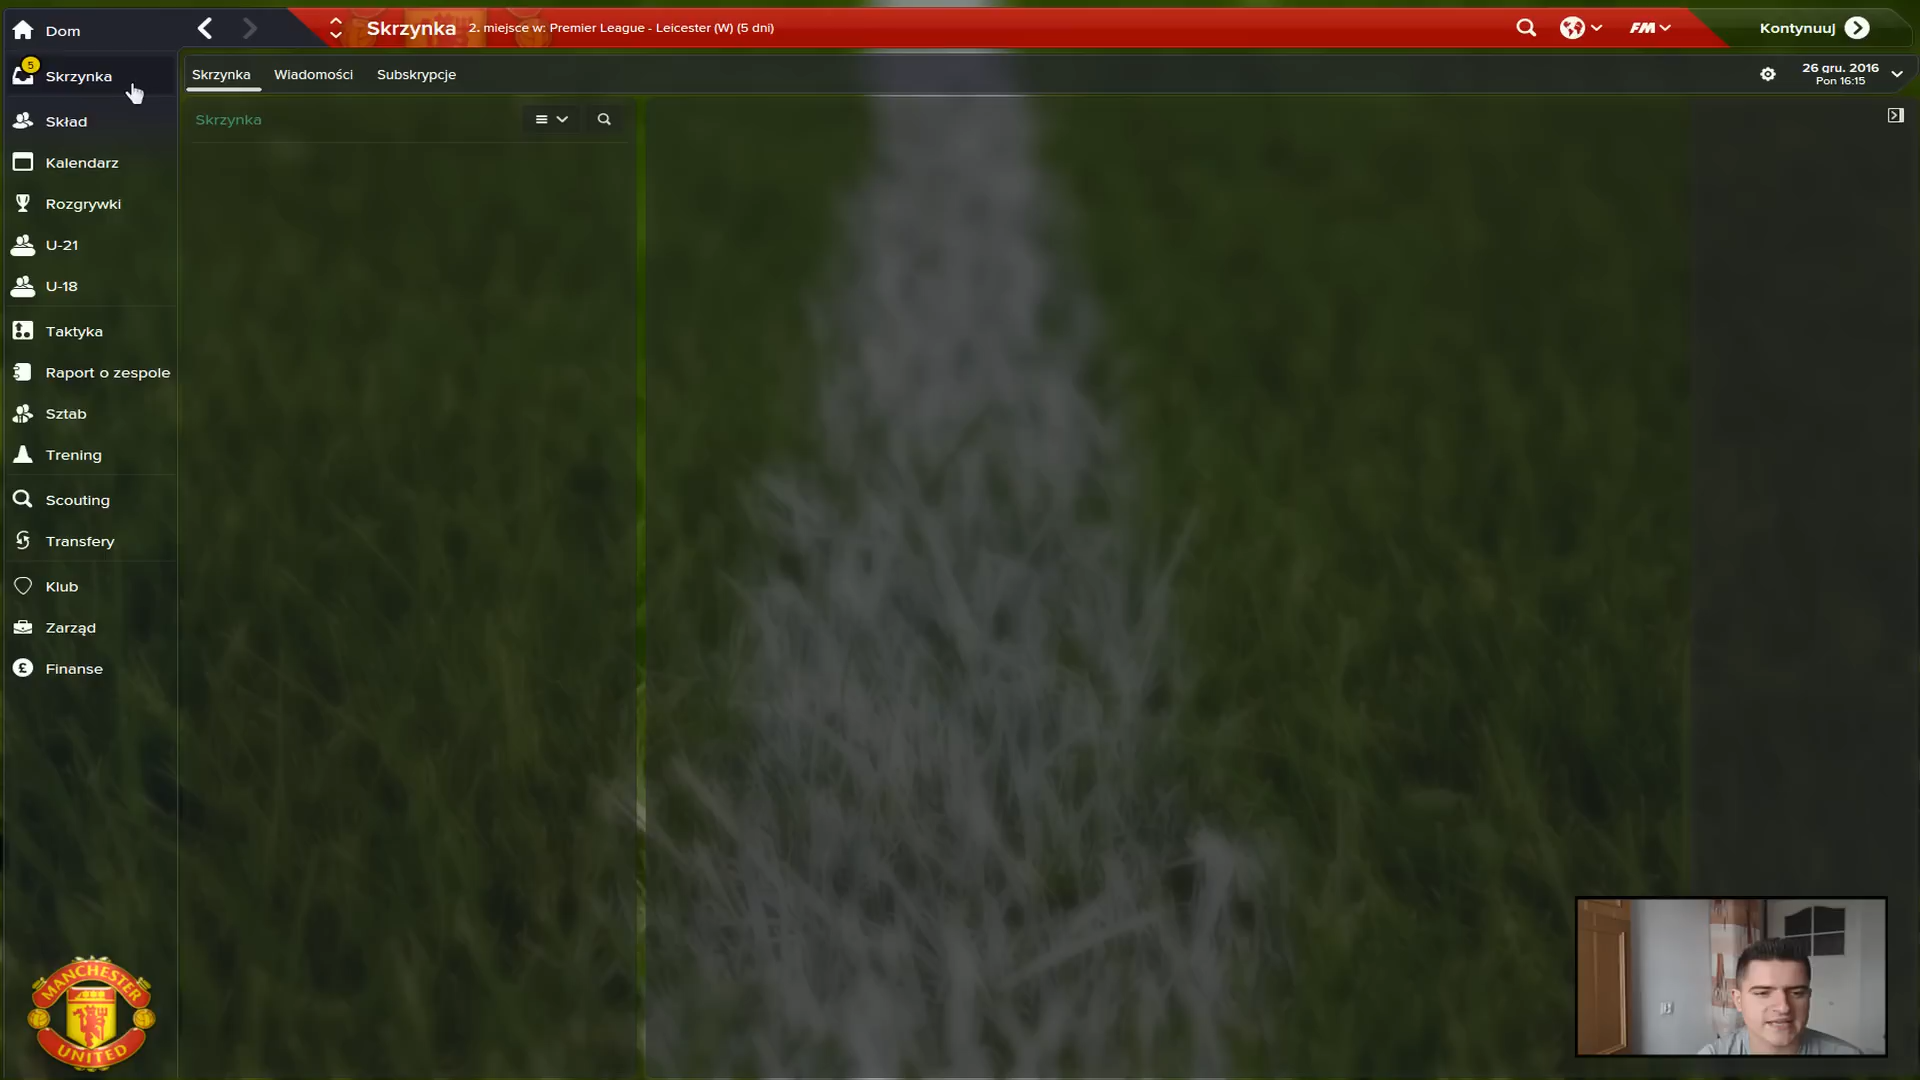 Dom
Skrzynka
2. miejsce w: Premier League - Leicester (W) (5 dni)
FM
Kontynuuj
5
Skrzynka
Skrzynka
Wiadomości
Subskrypcje
26 gru. 2016
Pon 16:15
Skrzynka
Skład
Kalendarz
Rozgrywki
U-21
U-18
Taktyka
Raport o zespole
Sztab
Trening
Scouting
Transfery
Klub
Zarząd
£
Finanse
MANCHESTER
UNITED